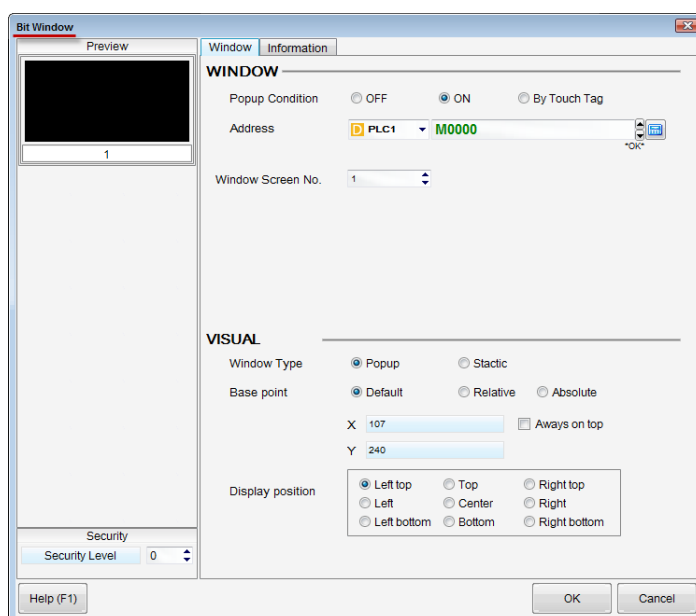 Bit Window
Preview
1
Security
Security Level 0
Window Information
WINDOW
Popup Condition OFF ON By Touch Tag
Address D PLC1 M0000
*OK*
Window Screen No. 1
VISUAL
Window Type Popup Stactic
Base point Default Relative Absolute
X 107 Aways on top
Y 240
Display position Left top Top Right top
Left Center Right
Left bottom Bottom Right bottom
Help (F1) OK Cancel